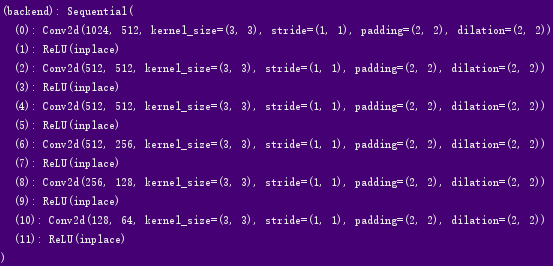 (backend): Sequential(
(0): Conv2d(1024, 512, kernel_size=(3, 3), stride=(1, 1), padding=(2, 2), dilation=(2, 2))
(1): ReLU(inplace)
(2): Conv2d(512, 512, kernel_size=(3, 3), stride=(1, 1), padding=(2, 2), dilation=(2, 2))
(3): ReLU(inplace)
(4): Conv2d(512, 512, kernel_size=(3, 3), stride=(1, 1), padding=(2, 2), dilation=(2, 2))
(5): ReLU(inplace)
(6): Conv2d(512, 256, kernel_size=(3, 3), stride=(1, 1), padding=(2, 2), dilation=(2, 2))
(7): ReLU(inplace)
(8): Conv2d(256, 128, kernel_size=(3, 3), stride=(1, 1), padding=(2, 2), dilation=(2, 2))
(9): ReLU(inplace)
(10): Conv2d(128, 64, kernel_size=(3, 3), stride=(1, 1), padding=(2, 2), dilation=(2, 2))
(11): ReLU(inplace)
)